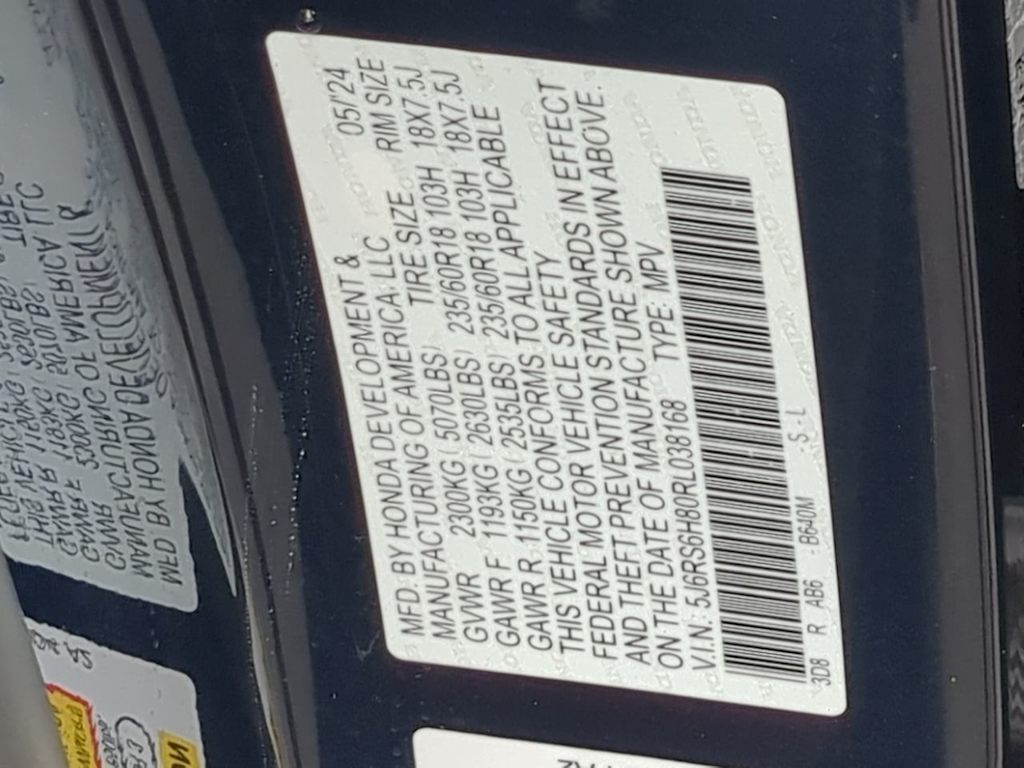 MFD. BY HONDA DEVELOPMENT & 05/'24
MANUFACTURING OF AMERICA, LLC TIRE SIZE RIM SIZE
GVWR 2300KG ( 5070LBS) 235/60R18 103H 18X7.5J
GAWR F 1193KG ( 2630LBS) 235/60R18 103H 18X7.5J
GAWR R 1150KG ( 2535LBS)
THIS VEHICLE CONFORMS TO ALL APPLICABLE
FEDERAL MOTOR VEHICLE SAFETY
AND THEFT PREVENTION STANDARDS IN EFFECT
ON THE DATE OF MANUFACTURE SHOWN ABOVE.
V.I.N.: 5J6RS6H80RL038168 TYPE: MPV
3D8 R AB6 - B640M - S - L